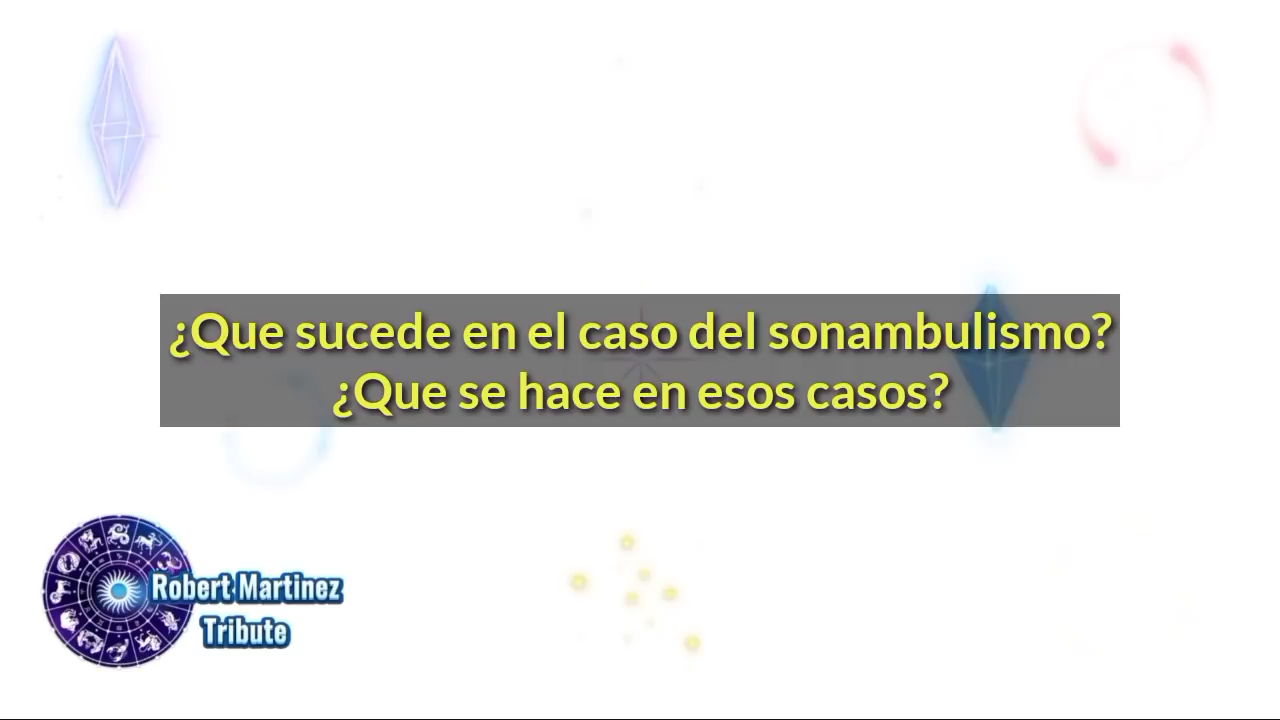 ¿Que sucede en el caso del sonambulismo?
¿Que se hace en esos casos?
Robert Martinez
Tribute